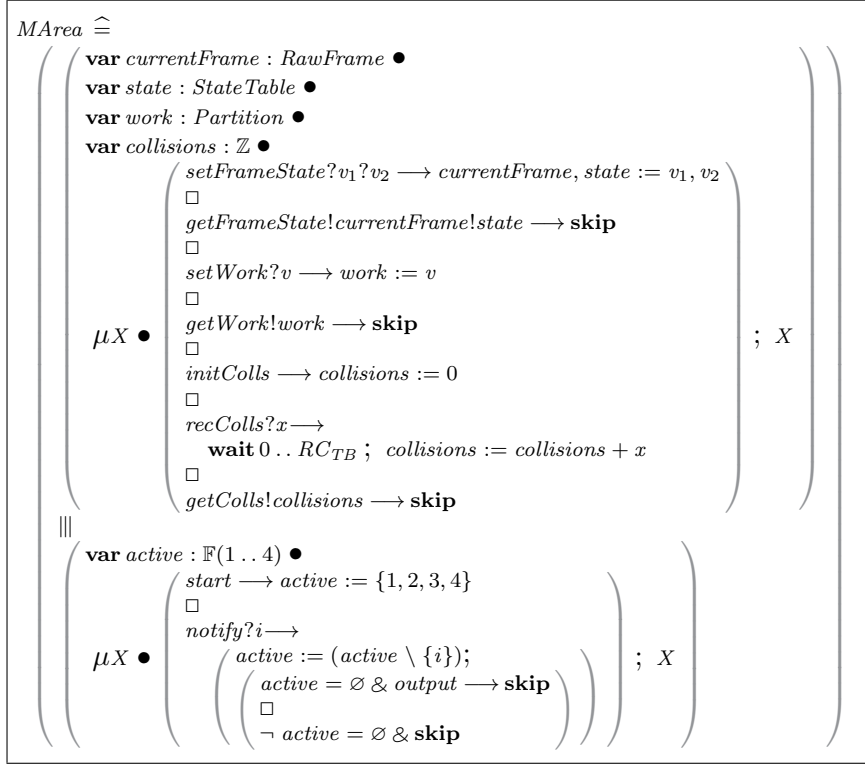 MArea ≙
var currentFrame : RawFrame ●
var state : StateTable ●
var work : Partition ●
var collisions : ℤ ●
setFrameState?v₁?v₂ ⟶ currentFrame, state := v₁, v₂
□
getFrameState!currentFrame!state ⟶ skip
□
setWork?v ⟶ work := v
□
μX ● getWork!work ⟶ skip ; X
□
initColls ⟶ collisions := 0
□
recColls?x⟶
wait 0 . . RC_TB ; collisions := collisions + x
□
getColls!collisions ⟶ skip
|||
var active : 𝔽(1 . . 4) ●
start ⟶ active := {1, 2, 3, 4}
□
notify?i⟶
μX ● active := (active \ {i}); ; X
active = ∅ & output ⟶ skip
□
¬ active = ∅ & skip